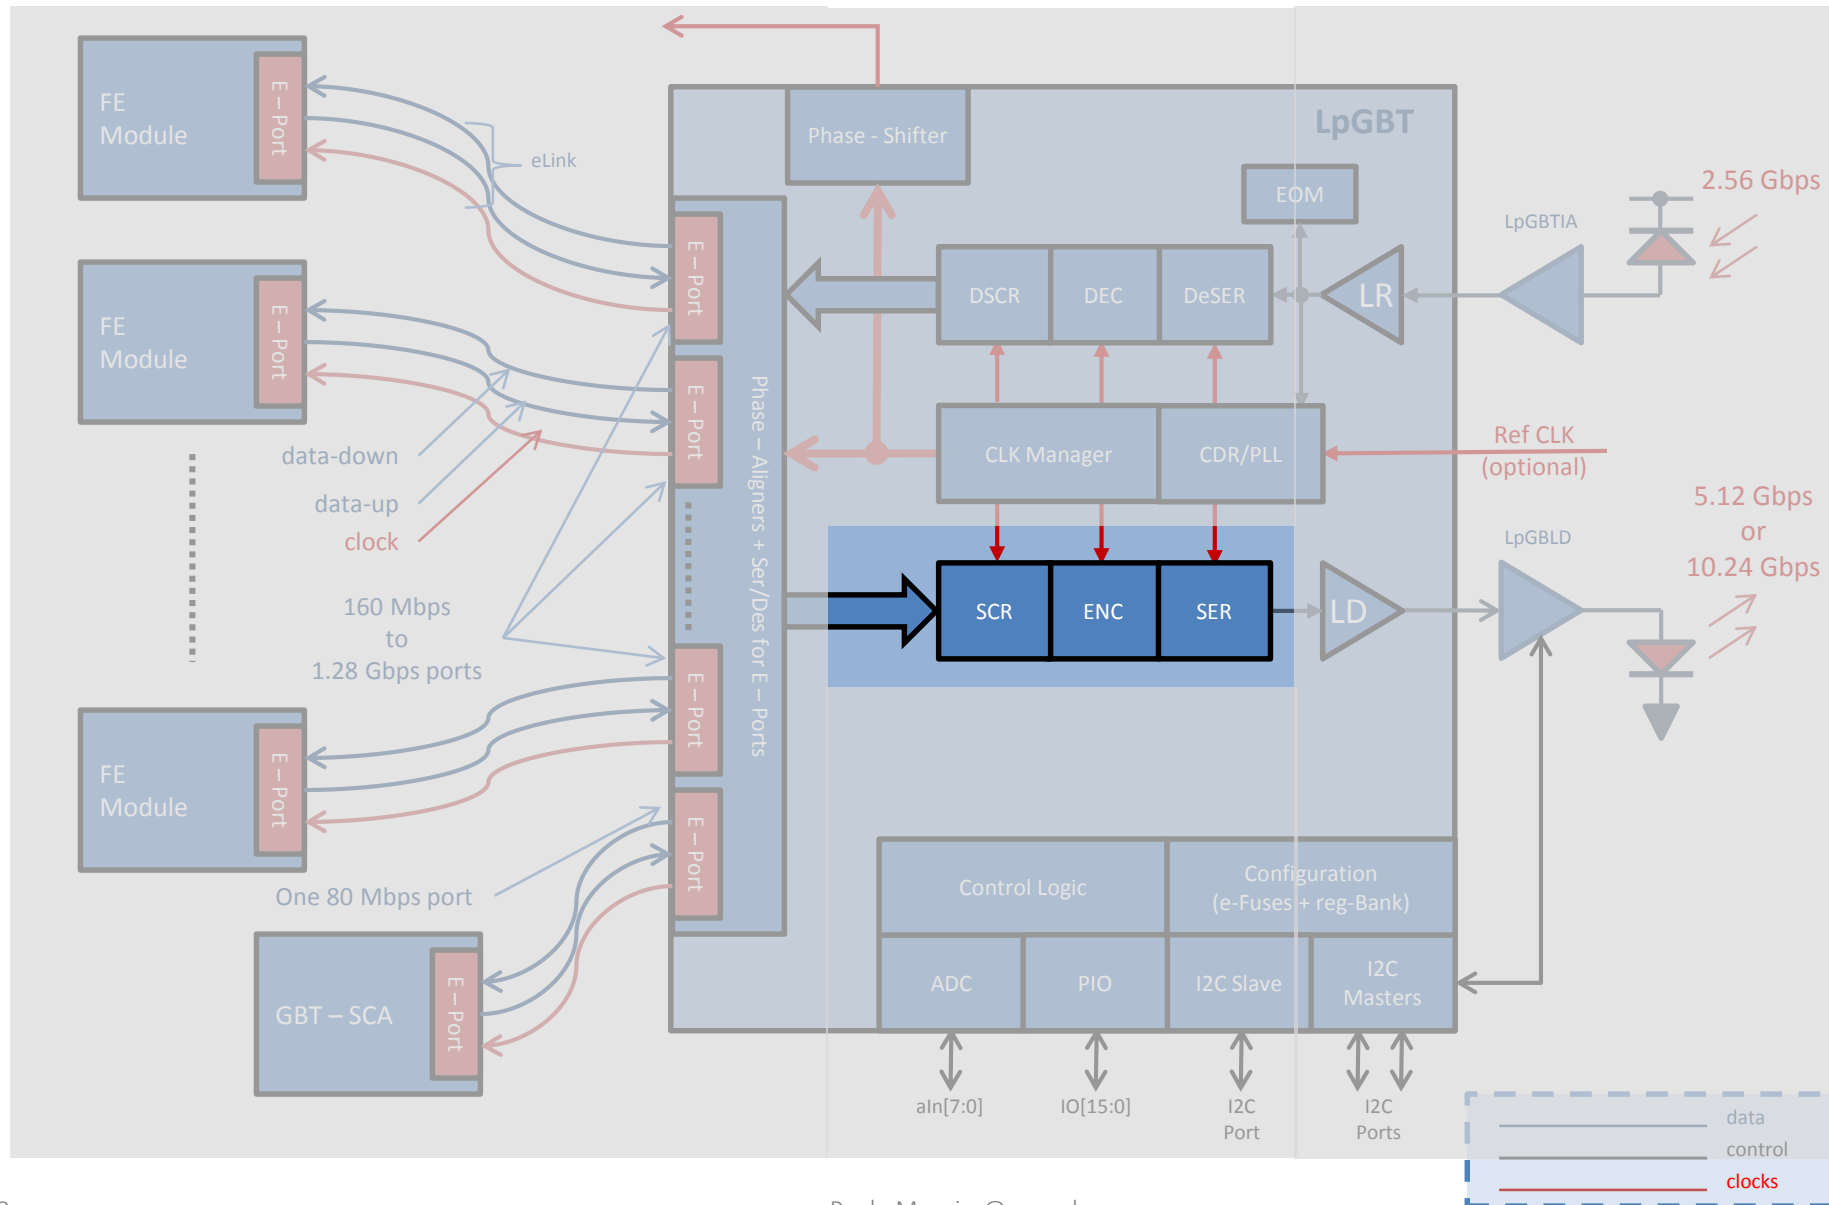 FE
Module
E – Port
eLink
Phase - Shifter
LpGBT
EOM
2.56 Gbps
LpGBTIA
E – Port
DSCR
DEC
DeSER
LR
FE
Module
E – Port
E – Port
Phase – Aligners + Ser/Des for E – Ports
data-down
data-up
clock
CLK Manager
CDR/PLL
Ref CLK
(optional)
5.12 Gbps
or
10.24 Gbps
LpGBLD
160 Mbps
to
1.28 Gbps ports
SCR
ENC
SER
LD
FE
Module
E – Port
E – Port
E – Port
One 80 Mbps port
Control Logic
Configuration
(e-Fuses + reg-Bank)
GBT – SCA
E – Port
ADC
PIO
I2C Slave
I2C
Masters
aIn[7:0]
IO[15:0]
I2C
Port
I2C
Ports
data
control
clocks